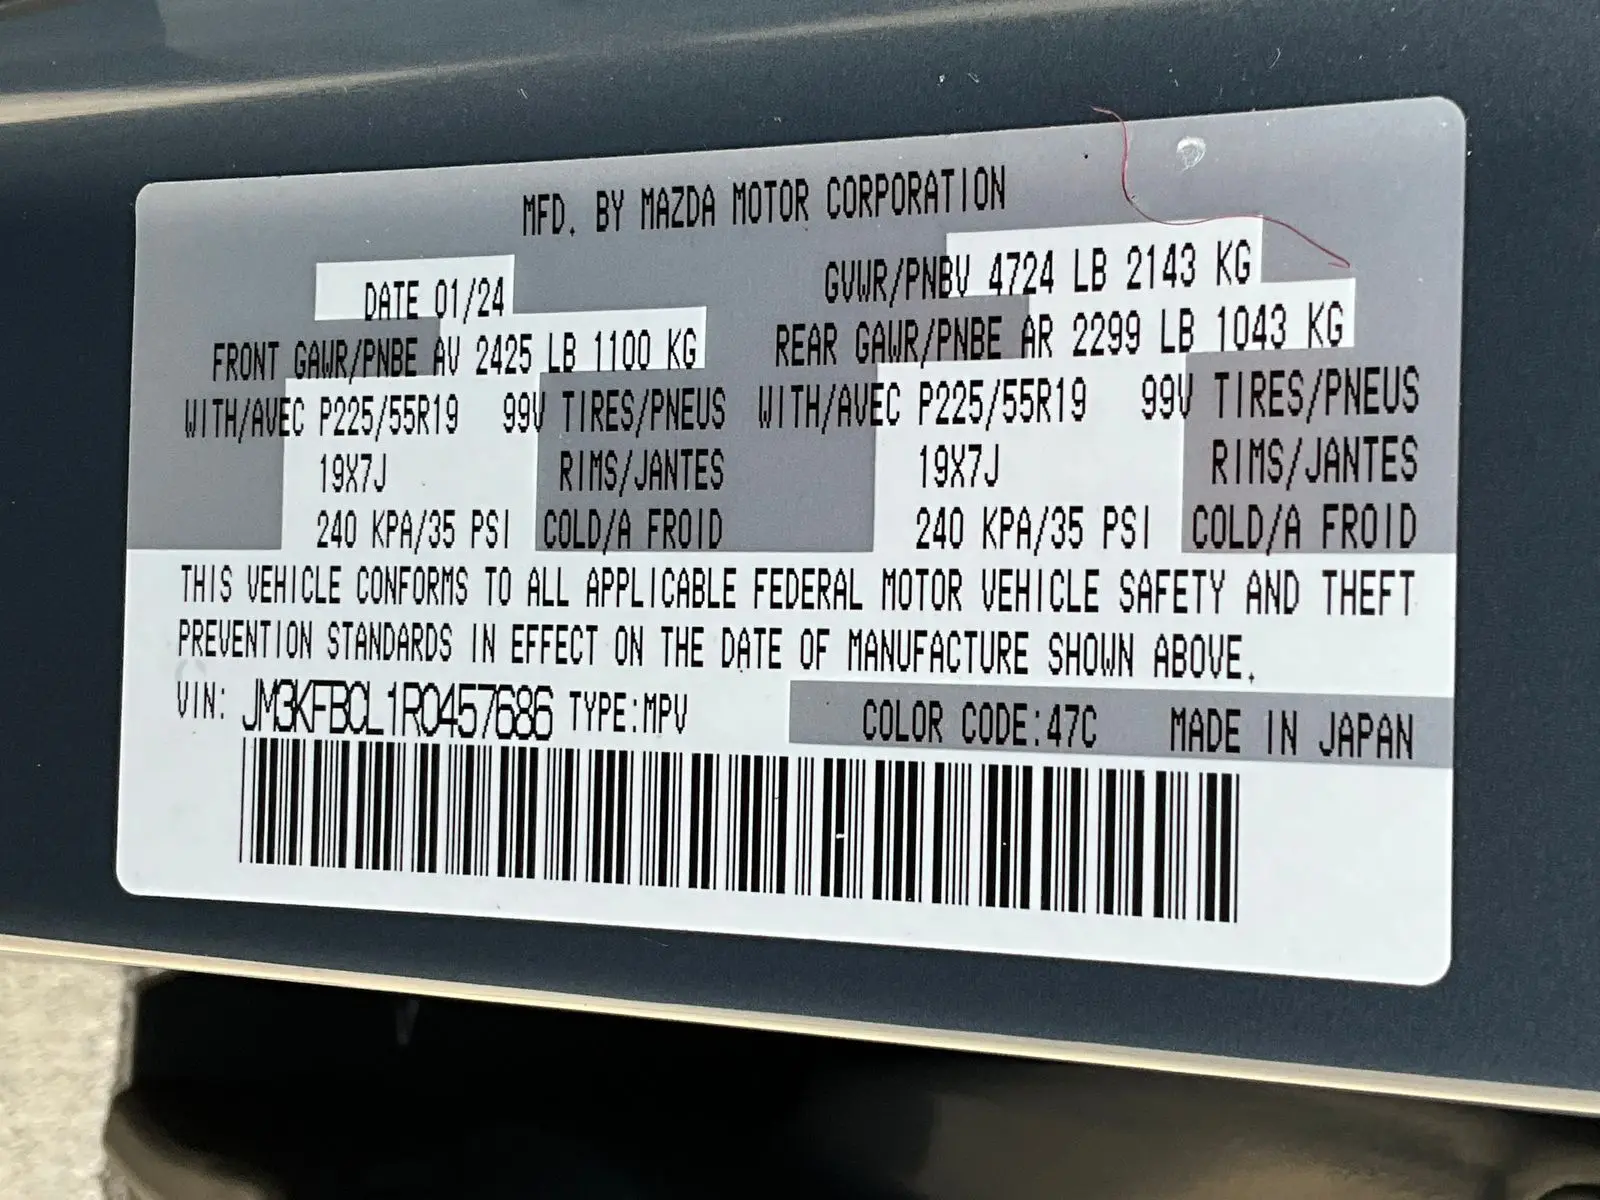 MFD. BY MAZDA MOTOR CORPORATION
DATE 01/24 GVWR/PNBV 4724 LB 2143 KG
FRONT GAWR/PNBE AV 2425 LB 1100 KG REAR GAWR/PNBE AR 2299 LB 1043 KG
WITH/AVEC P225/55R19 99V TIRES/PNEUS WITH/AVEC P225/55R19 99V TIRES/PNEUS
19X7J RIMS/JANTES 19X7J RIMS/JANTES
240 KPA/35 PSI COLD/A FROID 240 KPA/35 PSI COLD/A FROID
THIS VEHICLE CONFORMS TO ALL APPLICABLE FEDERAL MOTOR VEHICLE SAFETY AND THEFT
PREVENTION STANDARDS IN EFFECT ON THE DATE OF MANUFACTURE SHOWN ABOVE.
VIN: JM3KFBCL1R0457686 TYPE:MPV COLOR CODE:47C MADE IN JAPAN